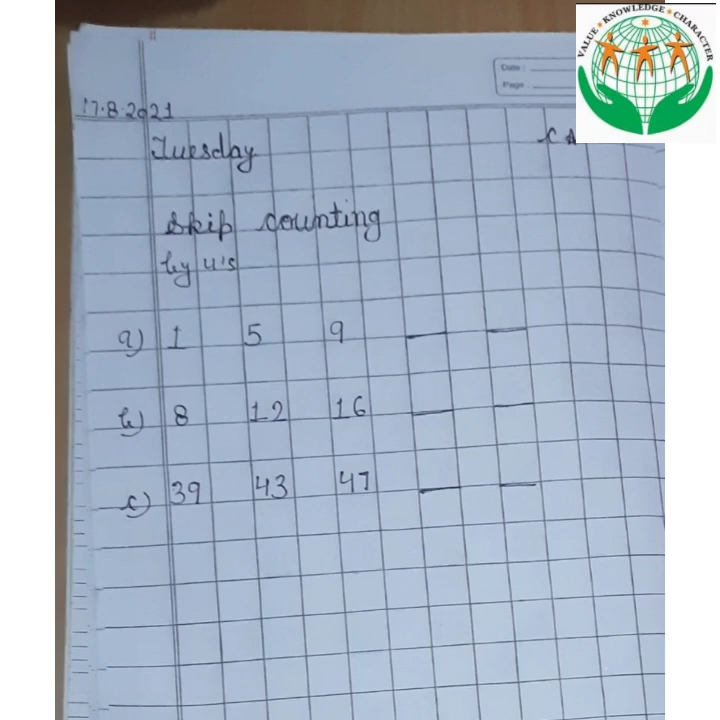 VALUE ★ KNOWLEDGE ★ CHARACTER
Date :
Page :
17.8.2021
Tuesday
Skip counting
by 4's
a) 1 5 9 __ __
b) 8 12 16 __ __
c) 39 43 47 __ __